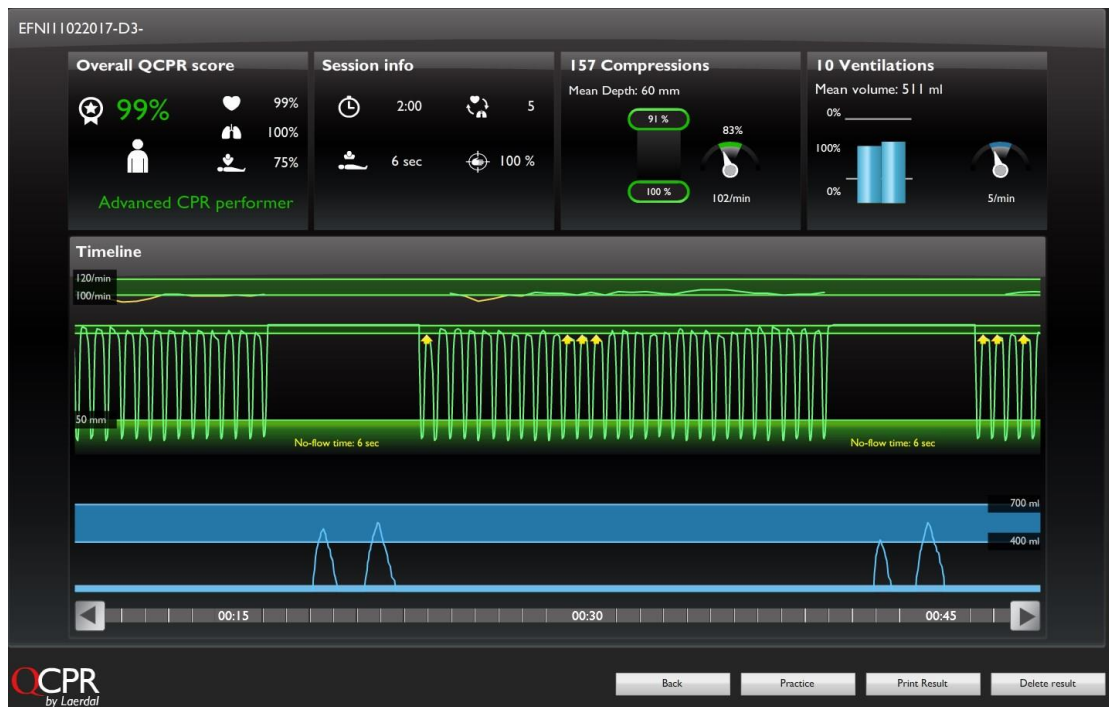 EFNI11022017-D3-
Overall QCPR score
99%
99%
100%
75%
Advanced CPR performer
Session info
2:00
5
6 sec
100 %
157 Compressions
Mean Depth: 60 mm
91 %
83%
100 %
102/min
10 Ventilations
Mean volume: 511 ml
0%
100%
0%
5/min
Timeline
120/min
100/min
50 mm
No-flow time: 6 sec
No-flow time: 6 sec
700 ml
400 ml
00:15
00:30
00:45
QCPR
by Laerdal
Back
Practice
Print Result
Delete result